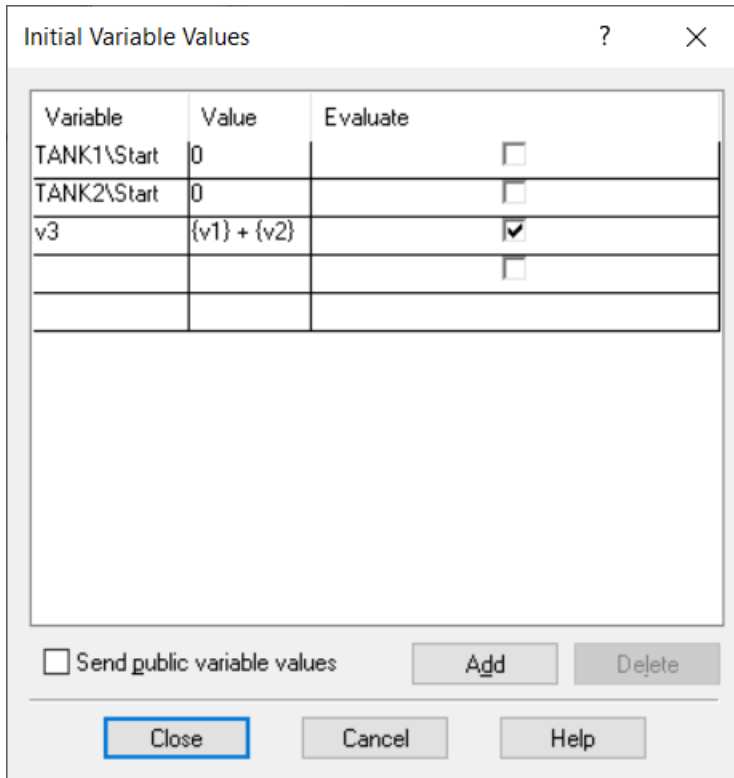 Initial Variable Values ?
Variable Value Evaluate
TANK1\Start 0
TANK2\Start 0
v3 {v1} + {v2}
Send public variable values Add Delete
Close Cancel Help